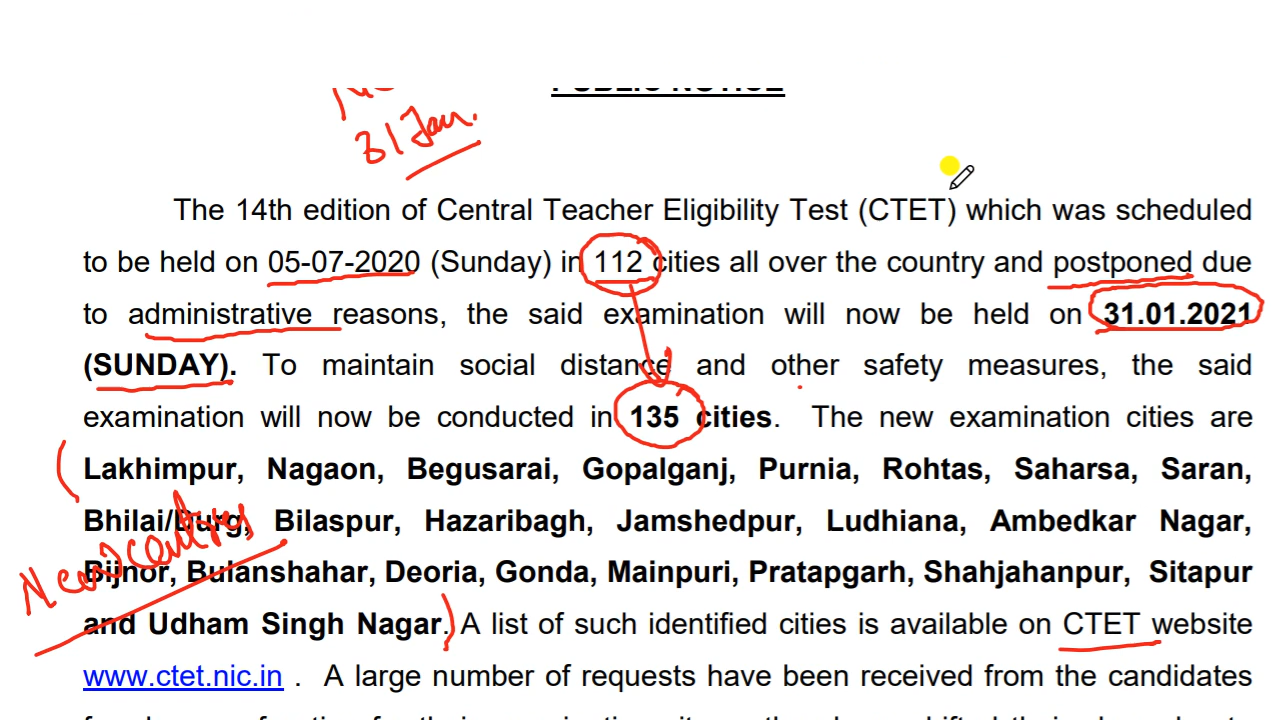 PUBLIC NOTICE
31 Jan.
The 14th edition of Central Teacher Eligibility Test (CTET) which was scheduled
to be held on 05-07-2020 (Sunday) in 112 cities all over the country and postponed due
to administrative reasons, the said examination will now be held on 31.01.2021
(SUNDAY). To maintain social distance and other safety measures, the said
examination will now be conducted in 135 cities. The new examination cities are
Lakhimpur, Nagaon, Begusarai, Gopalganj, Purnia, Rohtas, Saharsa, Saran,
Bhilai/Durg, Bilaspur, Hazaribagh, Jamshedpur, Ludhiana, Ambedkar Nagar,
New centres
Bijnor, Bulanshahar, Deoria, Gonda, Mainpuri, Pratapgarh, Shahjahanpur, Sitapur
and Udham Singh Nagar. A list of such identified cities is available on CTET website
www.ctet.nic.in . A large number of requests have been received from the candidates